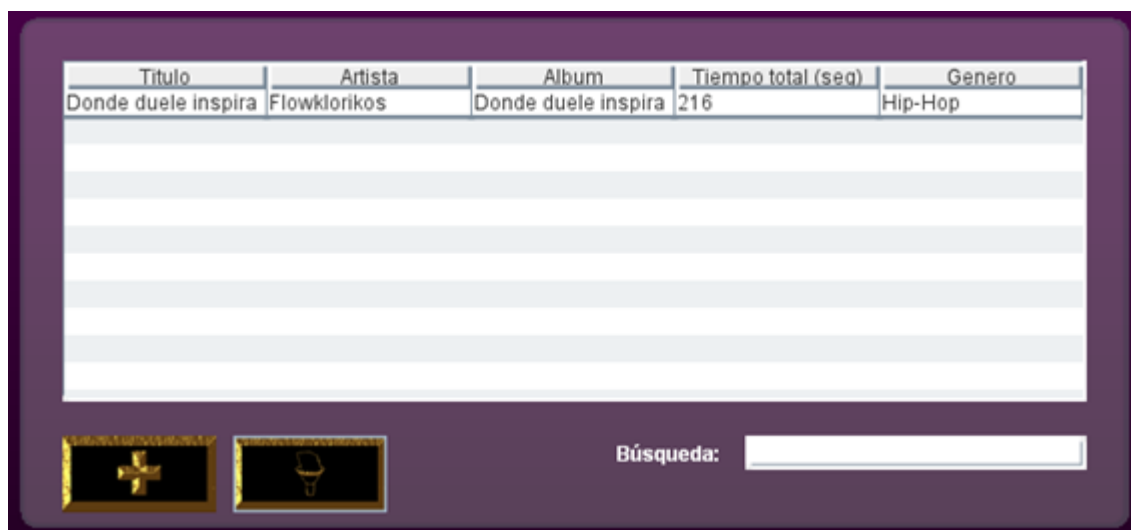 Titulo Artista Album Tiempo total (seg) Genero
Donde duele inspira Flowklorikos Donde duele inspira 216 Hip-Hop
Búsqueda: